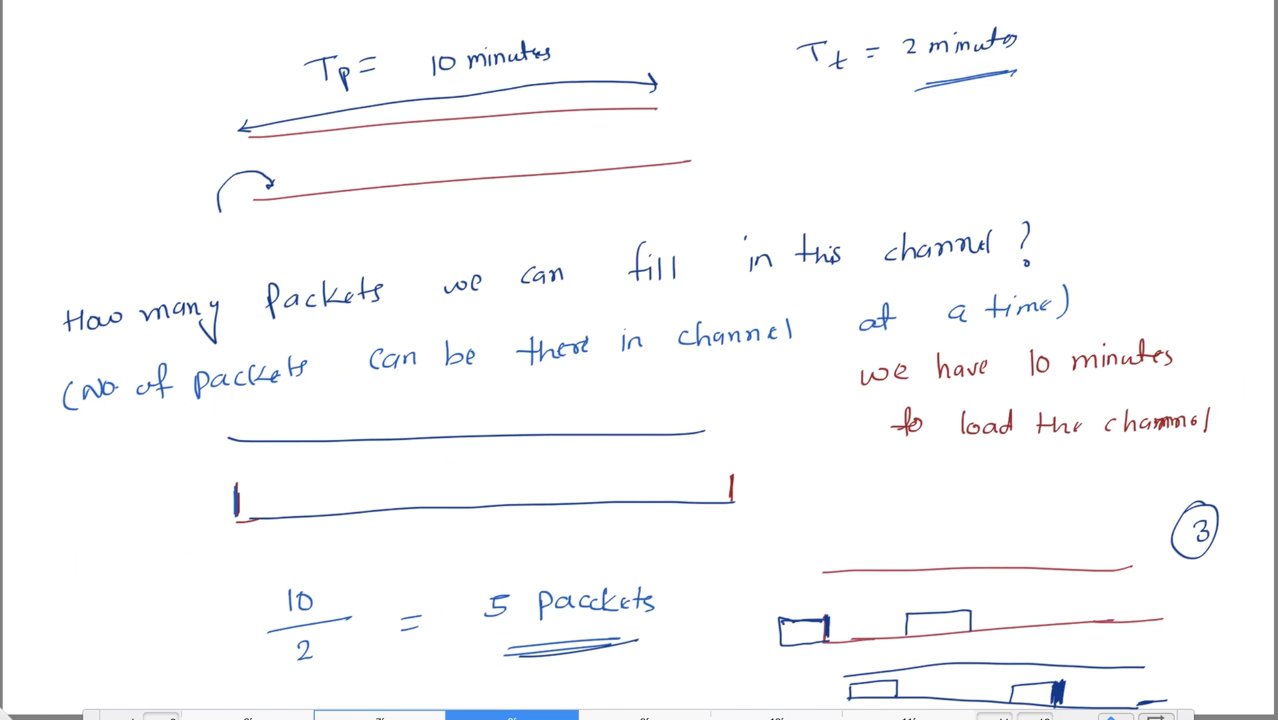 Tp = 10 minutes
Tt = 2 minutes
How many Packets we can fill in this channel?
(No. of packets can be there in channel at a time)
we have 10 minutes
to load the channel
3
10
2
= 5 Pacckets